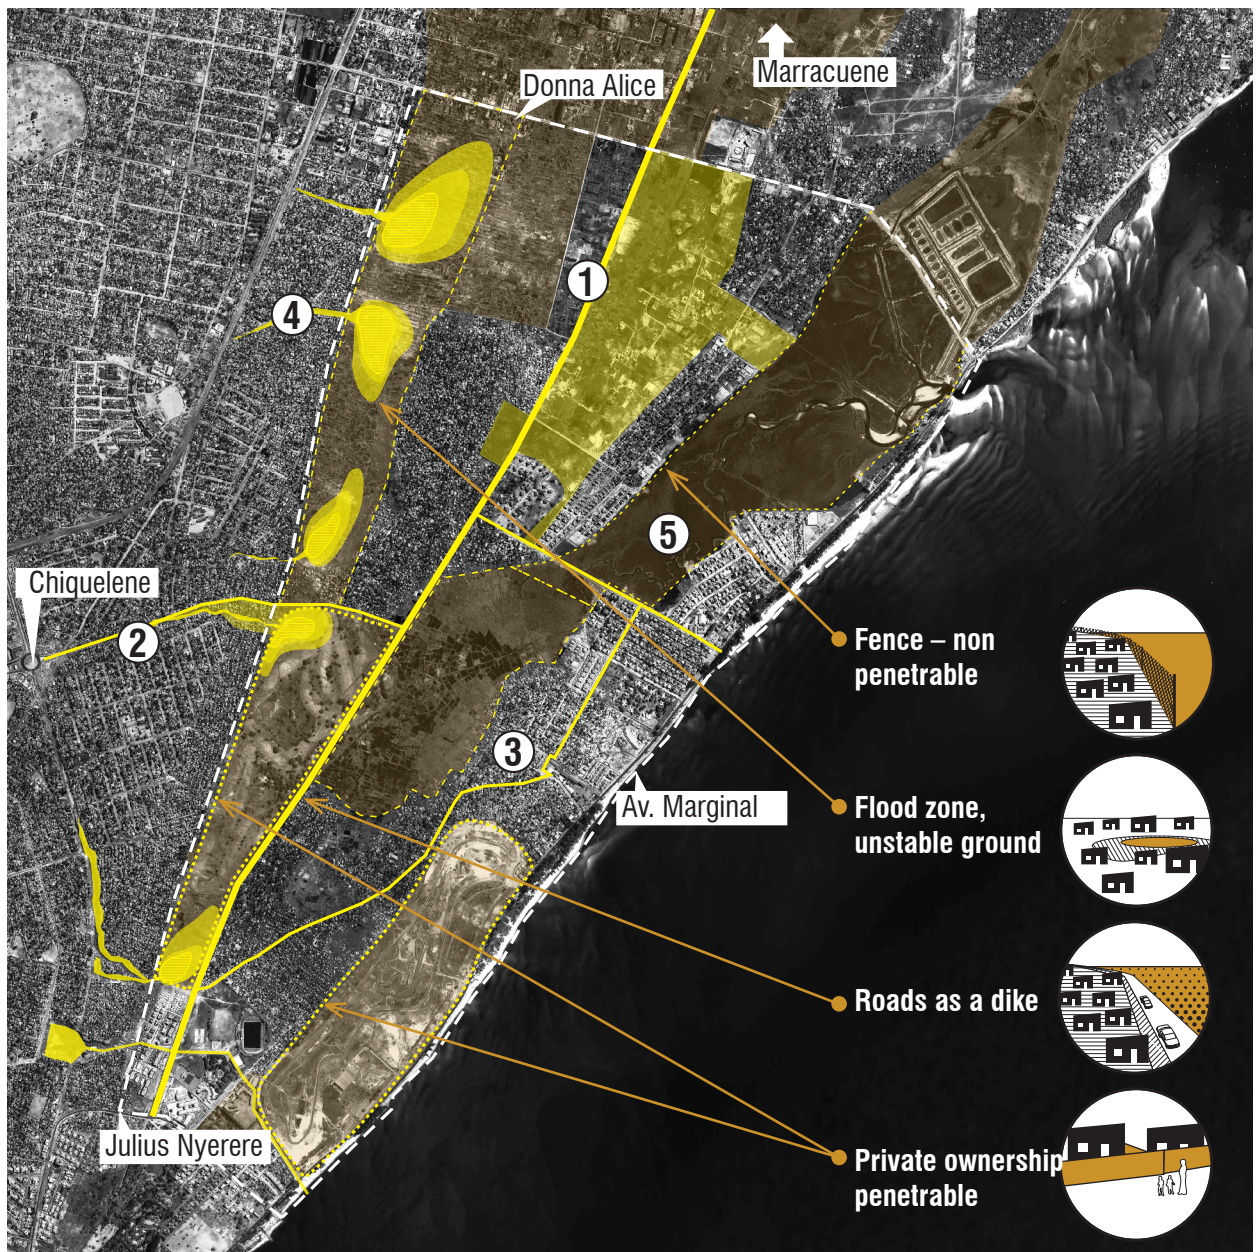 Marracuene
Donna Alice
1
4
5
Chiquelene
2
Fence – non
penetrable
3
Av. Marginal
Flood zone,
unstable ground
Roads as a dike
Julius Nyerere
Private ownership
penetrable